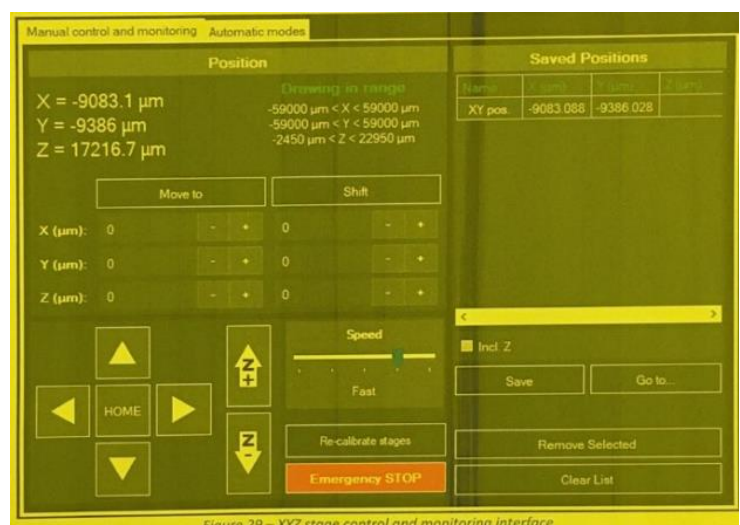 Manual control and monitoring Automatic modes
Position
X = -9083.1 µm
Y = -9386 µm
Z = 17216.7 µm
Drawing in range
-59000 µm < X < 59000 µm
-59000 µm < Y < 59000 µm
-2450 µm < Z < 22950 µm
Move to Shift
X (µm): 0 - + 0 - +
Y (µm): 0 - + 0 - +
Z (µm): 0 - + 0 - +
HOME
Z+
Z-
Speed
Fast
Re-calibrate stages
Emergency STOP
Saved Positions
Name X (µm) Y (µm) Z (µm)
XY pos. -9083.088 -9386.028
< >
Incl. Z
Save Go to...
Remove Selected
Clear List
Figure 29 – XYZ stage control and monitoring interface